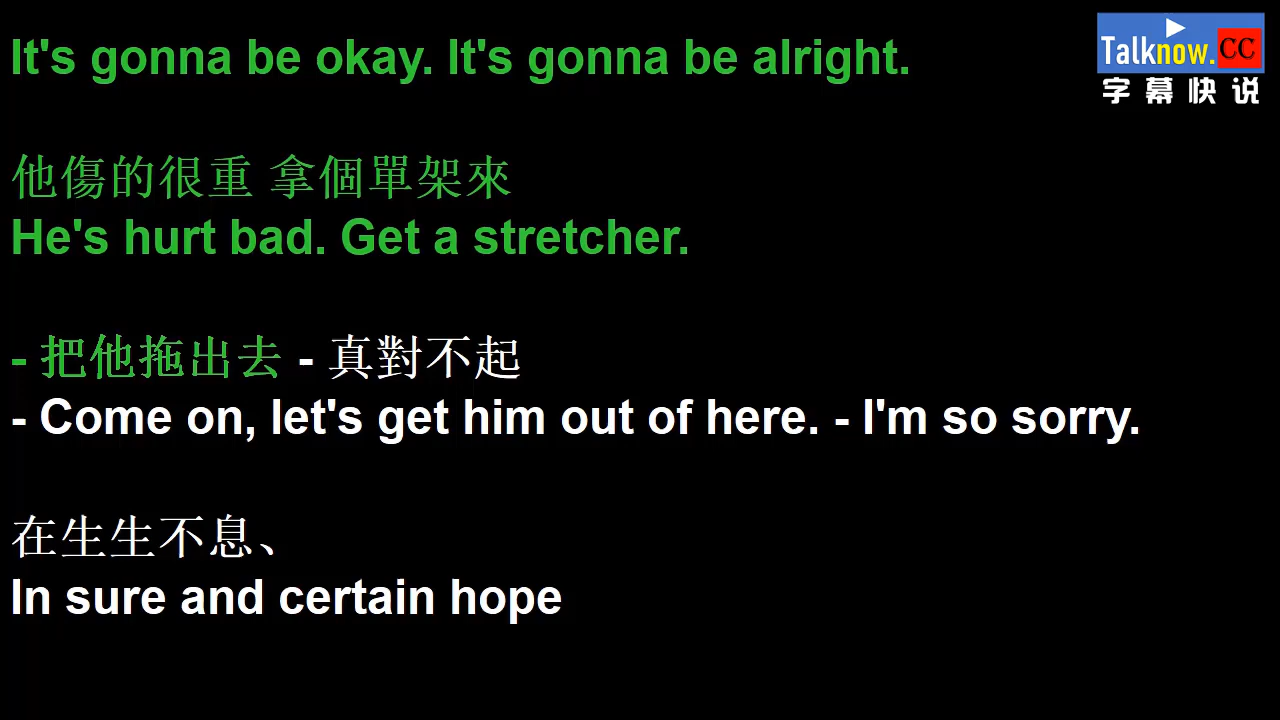 It's gonna be okay. It's gonna be alright.
Talknow.CC
字幕快说
他傷的很重 拿個單架來
He's hurt bad. Get a stretcher.
- 把他拖出去 - 真對不起
- Come on, let's get him out of here. - I'm so sorry.
在生生不息、
In sure and certain hope